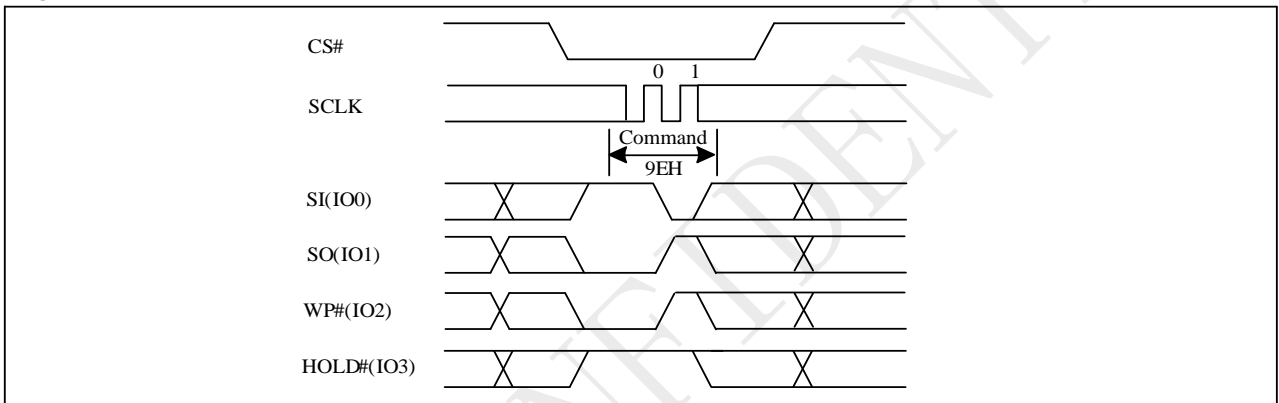 CS#
0 1
SCLK
Command
9EH
SI(IO0)
SO(IO1)
WP#(IO2)
HOLD#(IO3)